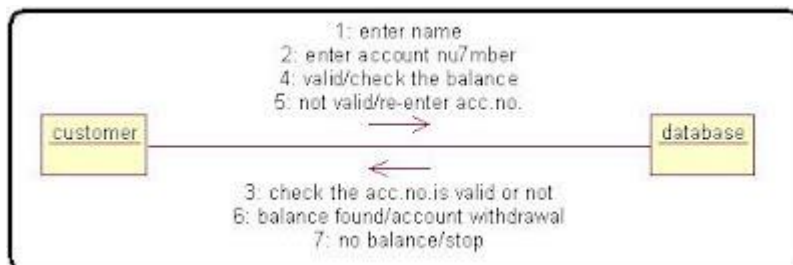 1: enter name
2: enter account nu7mber
4: valid/check the balance
5: not valid/re-enter acc.no.
customer
database
3: check the acc.no.is valid or not
6: balance found/account withdrawal
7: no balance/stop